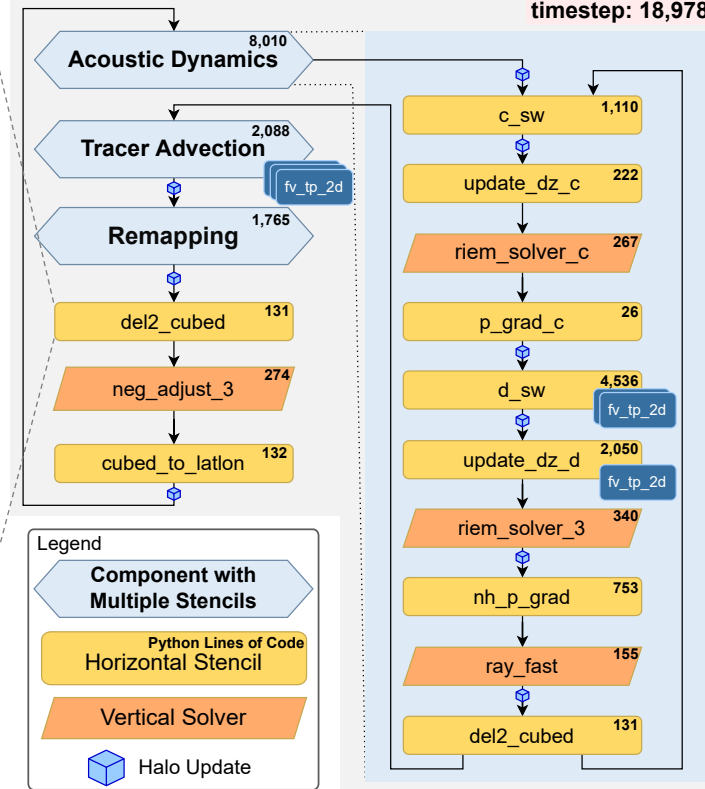 timestep: 18,978
8,010
Acoustic Dynamics
2,088
Tracer Advection
fv_tp_2d
1,765
Remapping
131
del2_cubed
274
neg_adjust_3
132
cubed_to_latlon
1,110
c_sw
222
update_dz_c
267
riem_solver_c
26
p_grad_c
4,536
d_sw
fv_tp_2d
2,050
update_dz_d
fv_tp_2d
340
riem_solver_3
753
nh_p_grad
155
ray_fast
131
del2_cubed
Legend
Component with
Multiple Stencils
Python Lines of Code
Horizontal Stencil
Vertical Solver
Halo Update